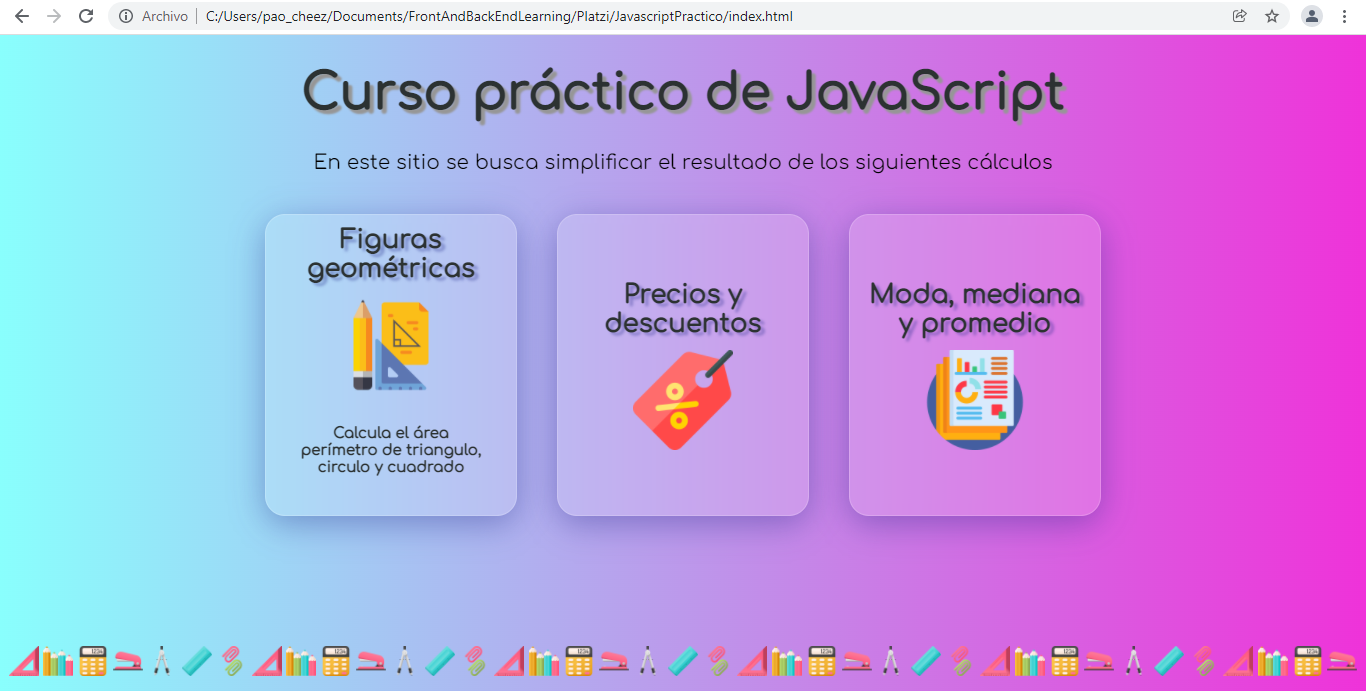 Archivo | C:/Users/pao_cheez/Documents/FrontAndBackEndLearning/Platzi/JavascriptPractico/index.html
Curso práctico de JavaScript
En este sitio se busca simplificar el resultado de los siguientes cálculos
Figuras
geométricas
Calcula el área
perímetro de triangulo,
circulo y cuadrado
Precios y
descuentos
Moda, mediana
y promedio